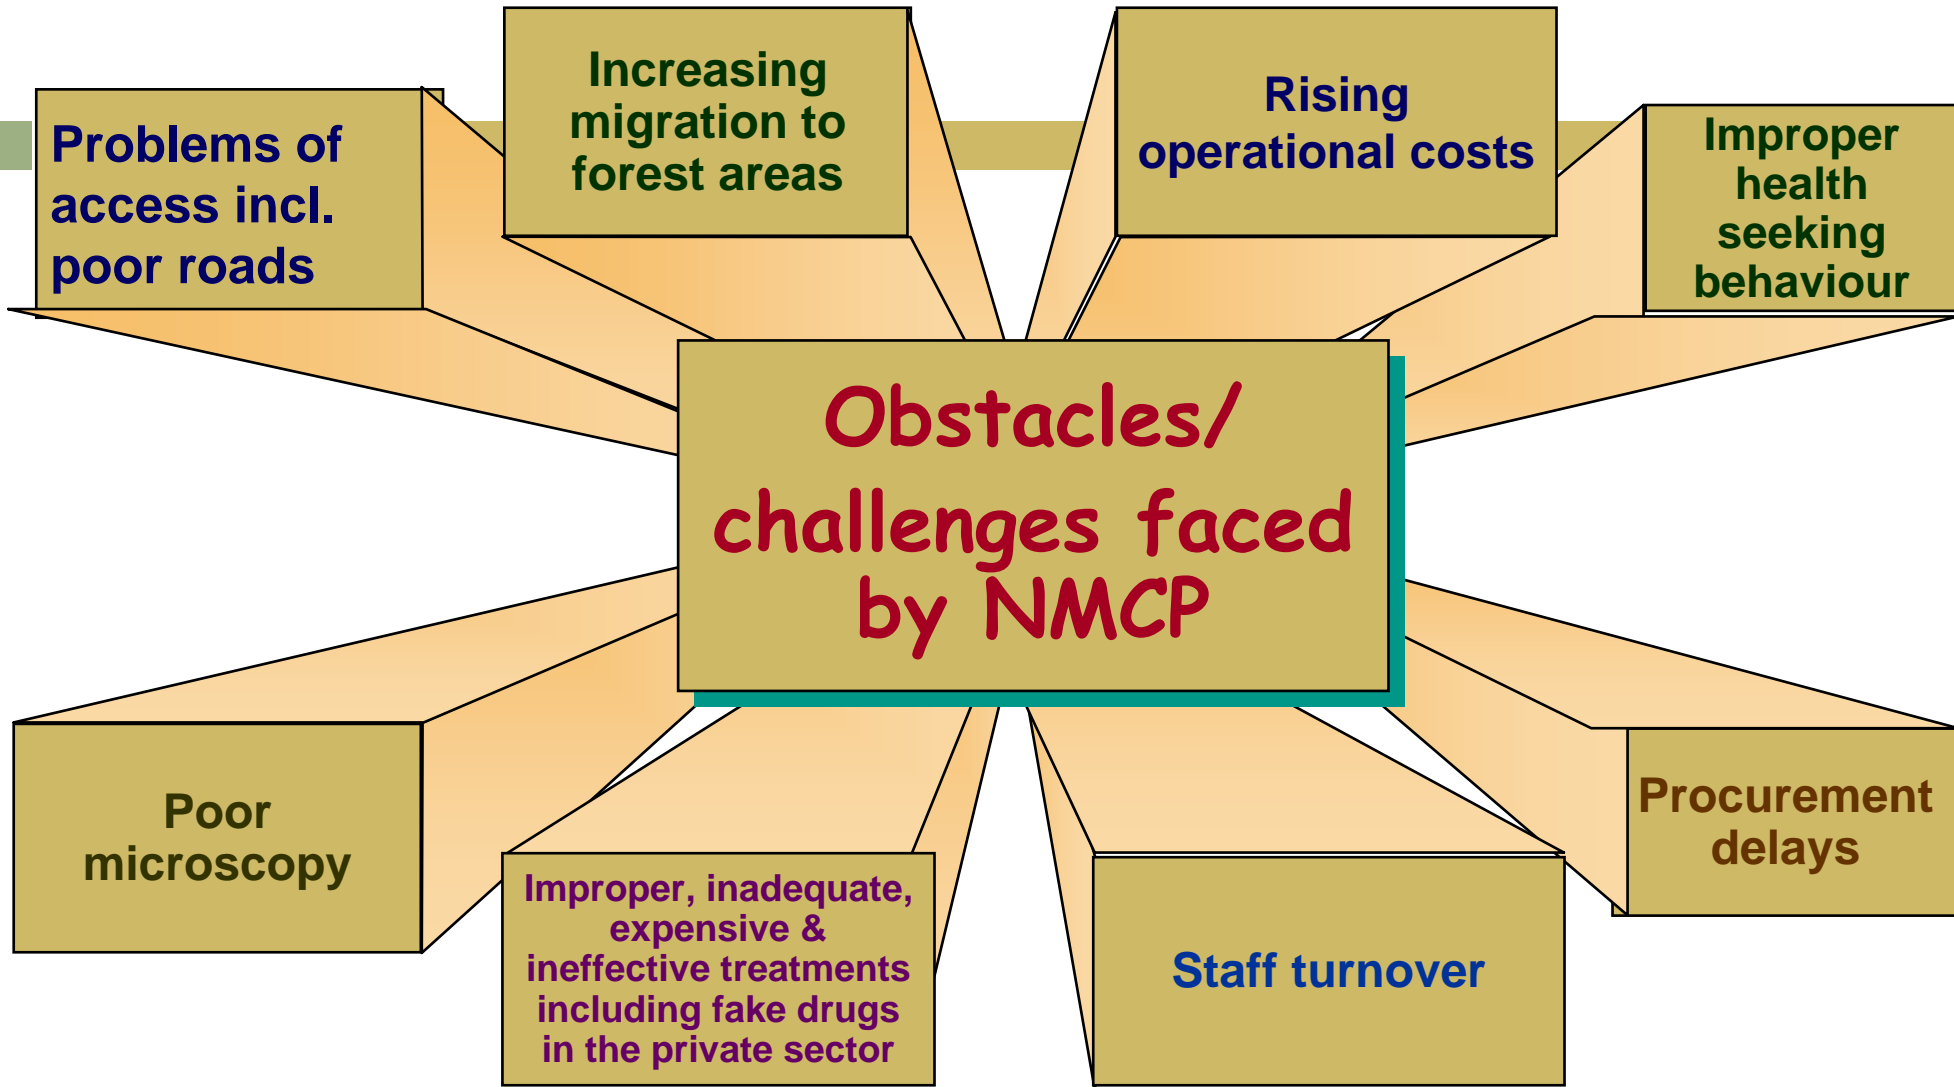 Increasing
migration to
forest areas
Rising
operational costs
Problems of
access incl.
poor roads
Improper
health
seeking
behaviour
Obstacles/
challenges faced
by NMCP
Poor
microscopy
Improper, inadequate,
expensive &
ineffective treatments
including fake drugs
in the private sector
Staff turnover
Procurement
delays